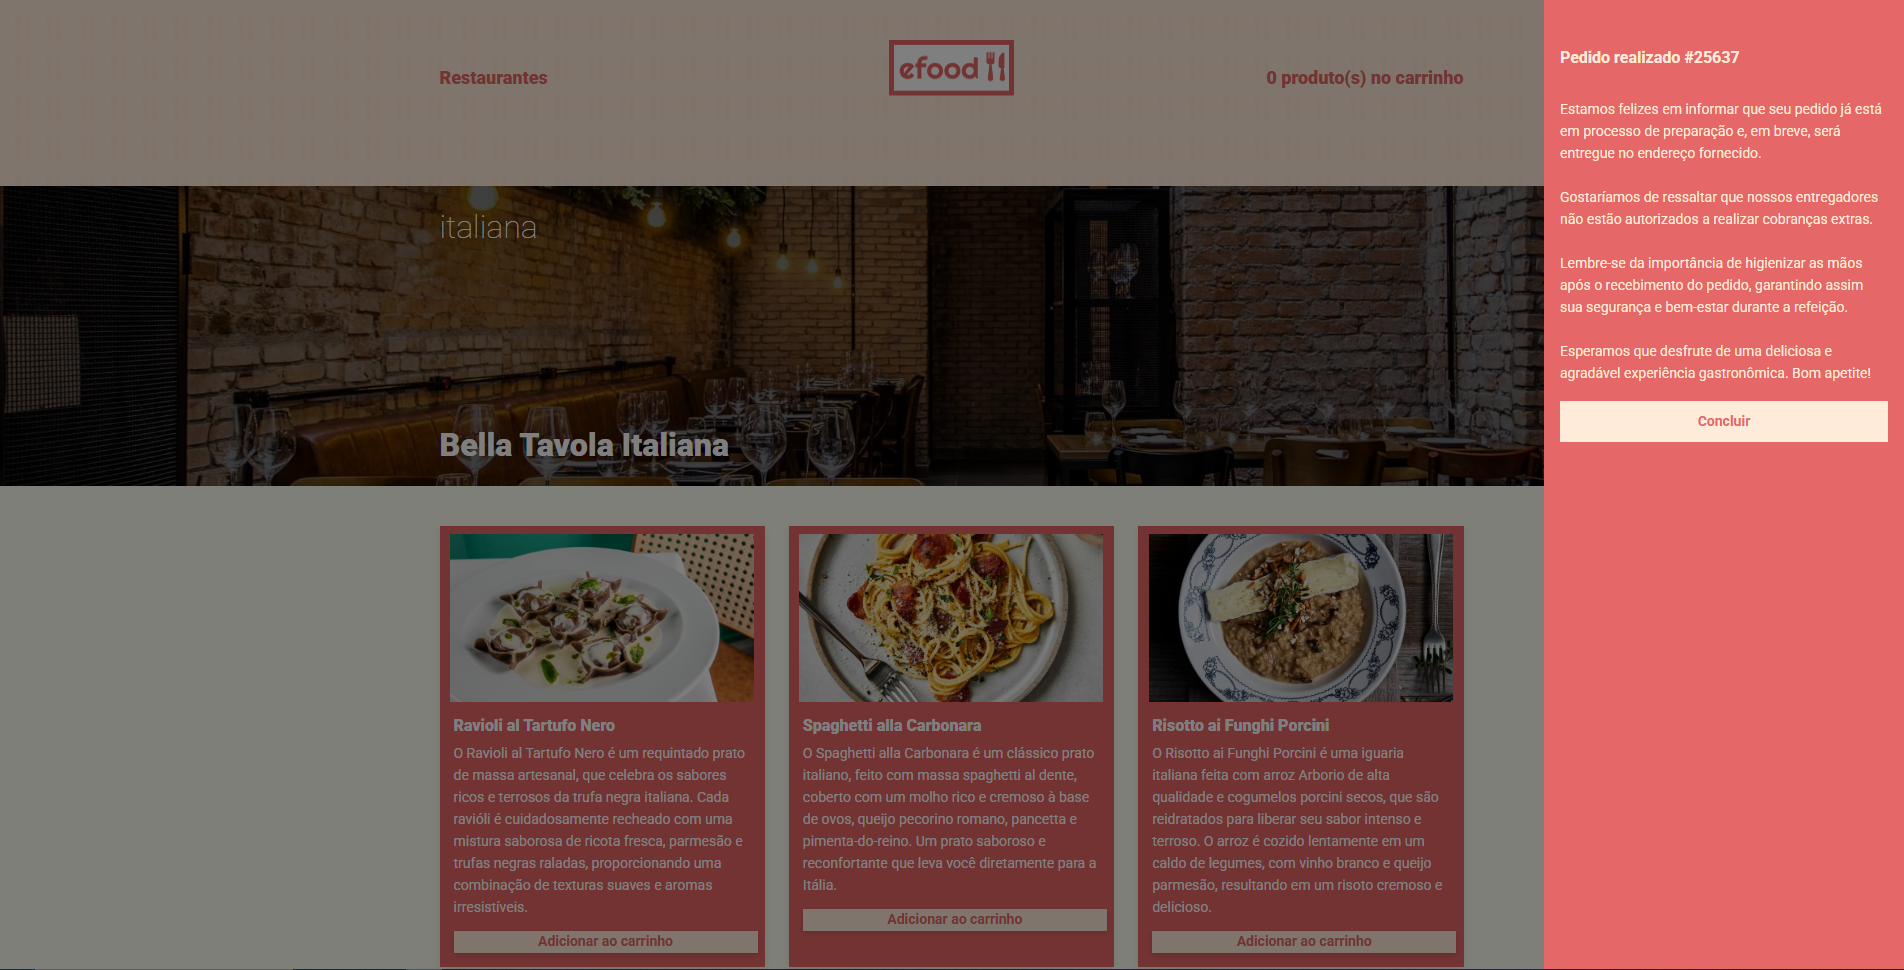 Restaurantes
efood
0 produto(s) no carrinho
italiana
Bella Tavola Italiana
Ravioli al Tartufo Nero
O Ravioli al Tartufo Nero é um requintado prato
de massa artesanal, que celebra os sabores
ricos e terrosos da trufa negra italiana. Cada
ravióli é cuidadosamente recheado com uma
mistura saborosa de ricota fresca, parmesão e
trufas negras raladas, proporcionando uma
combinação de texturas suaves e aromas
irresistíveis.
Adicionar ao carrinho
Spaghetti alla Carbonara
O Spaghetti alla Carbonara é um clássico prato
italiano, feito com massa spaghetti al dente,
coberto com um molho rico e cremoso à base
de ovos, queijo pecorino romano, pancetta e
pimenta-do-reino. Um prato saboroso e
reconfortante que leva você diretamente para a
Itália.
Adicionar ao carrinho
Risotto ai Funghi Porcini
O Risotto ai Funghi Porcini é uma iguaria
italiana feita com arroz Arborio de alta
qualidade e cogumelos porcini secos, que são
reidratados para liberar seu sabor intenso e
terroso. O arroz é cozido lentamente em um
caldo de legumes, com vinho branco e queijo
parmesão, resultando em um risoto cremoso e
delicioso.
Adicionar ao carrinho
Pedido realizado #25637
Estamos felizes em informar que seu pedido já está
em processo de preparação e, em breve, será
entregue no endereço fornecido.
Gostaríamos de ressaltar que nossos entregadores
não estão autorizados a realizar cobranças extras.
Lembre-se da importância de higienizar as mãos
após o recebimento do pedido, garantindo assim
sua segurança e bem-estar durante a refeição.
Esperamos que desfrute de uma deliciosa e
agradável experiência gastronômica. Bom apetite!
Concluir